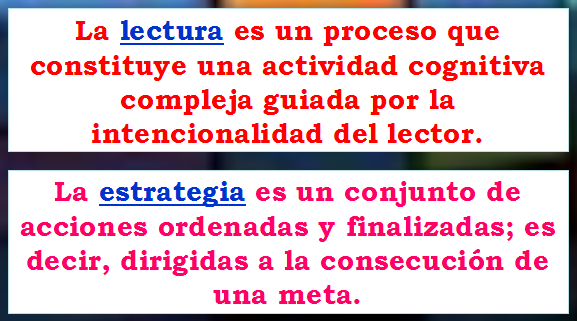 La lectura es un proceso que
constituye una actividad cognitiva
compleja guiada por la
intencionalidad del lector.
La estrategia es un conjunto de
acciones ordenadas y finalizadas; es
decir, dirigidas a la consecución de
una meta.